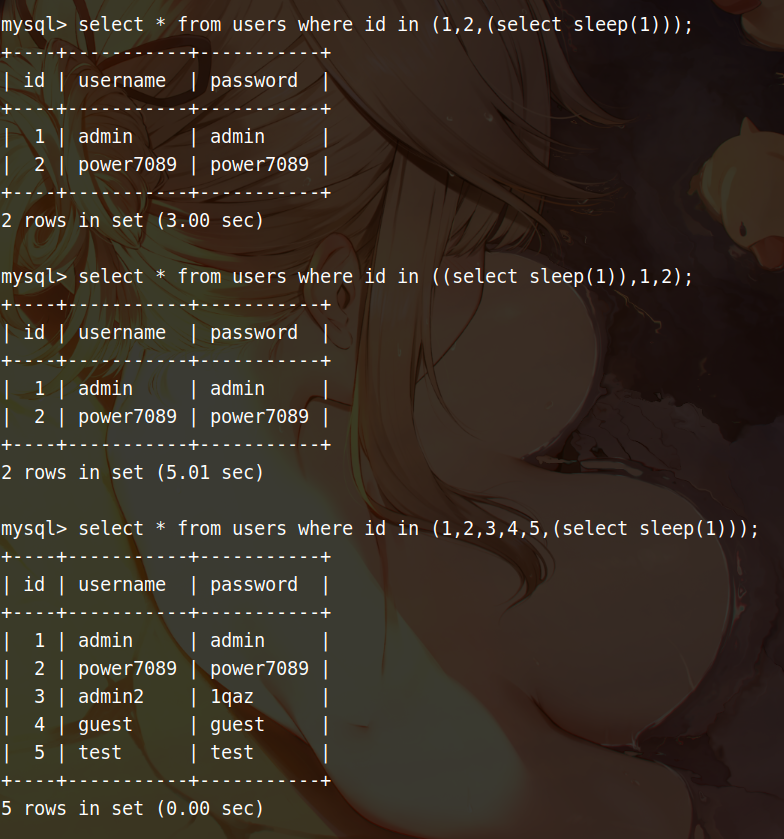 mysql> select * from users where id in (1,2,(select sleep(1)));
+----+-----------+-----------+
| id | username  | password  |
+----+-----------+-----------+
|  1 | admin     | admin     |
|  2 | power7089 | power7089 |
+----+-----------+-----------+
2 rows in set (3.00 sec)

mysql> select * from users where id in ((select sleep(1)),1,2);
+----+-----------+-----------+
| id | username  | password  |
+----+-----------+-----------+
|  1 | admin     | admin     |
|  2 | power7089 | power7089 |
+----+-----------+-----------+
2 rows in set (5.01 sec)

mysql> select * from users where id in (1,2,3,4,5,(select sleep(1)));
+----+-----------+-----------+
| id | username  | password  |
+----+-----------+-----------+
|  1 | admin     | admin     |
|  2 | power7089 | power7089 |
|  3 | admin2    | 1qaz      |
|  4 | guest     | guest     |
|  5 | test      | test      |
+----+-----------+-----------+
5 rows in set (0.00 sec)